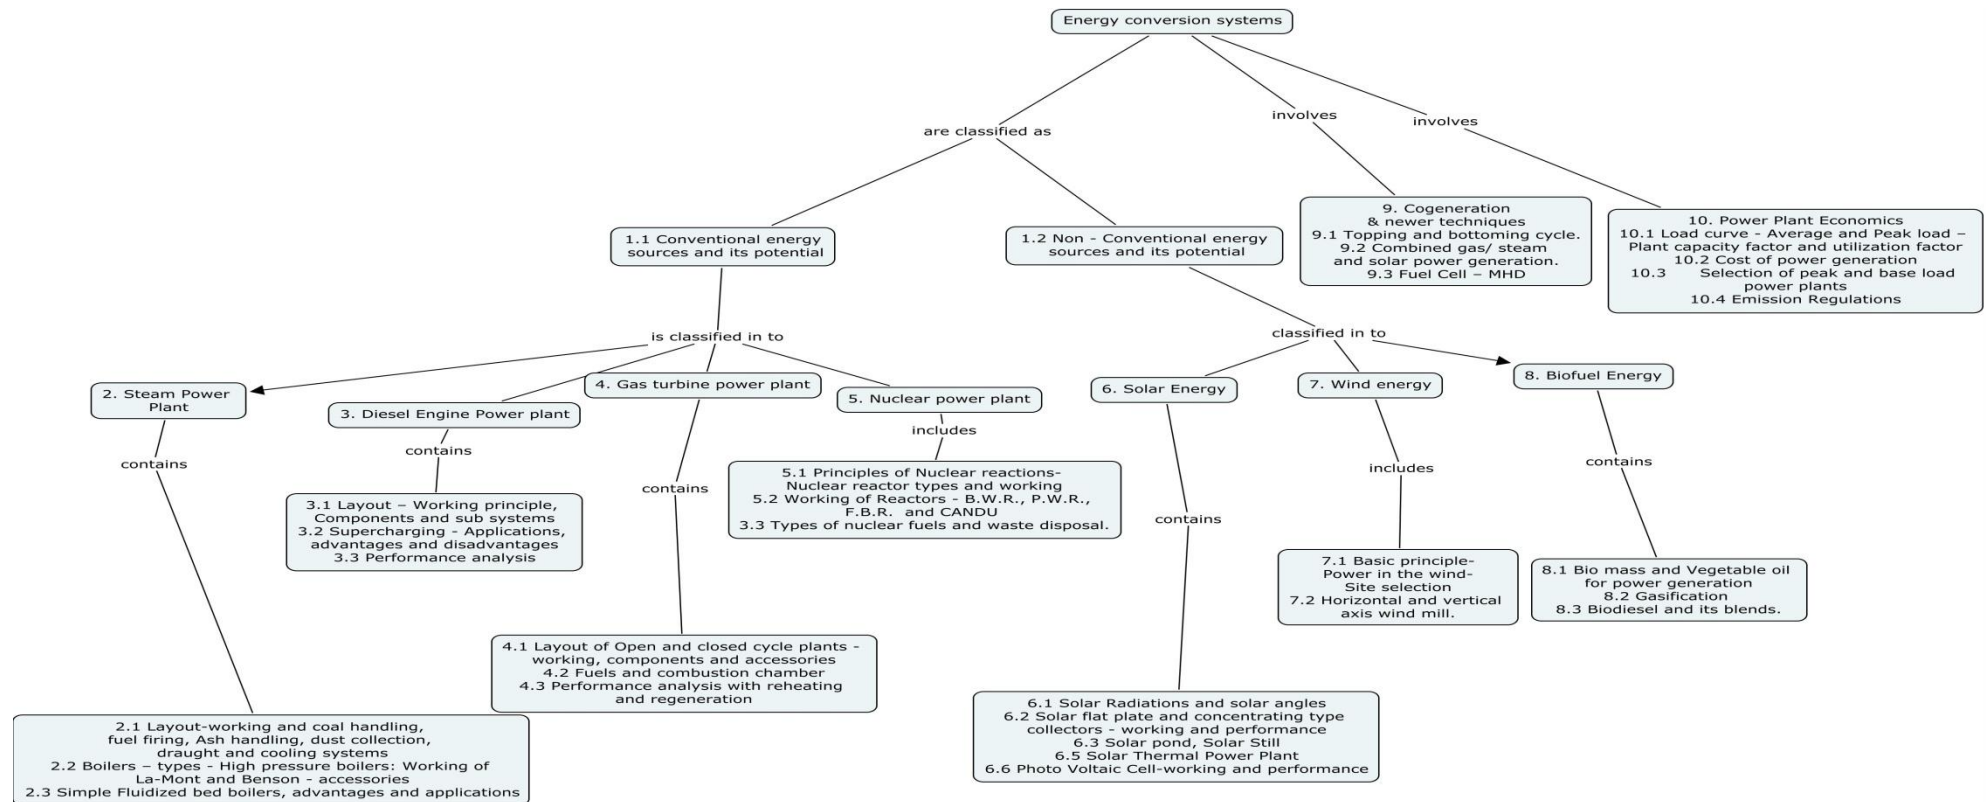 Energy conversion systems
are classified as
involves
involves
1.1 Conventional energy
sources and its potential
1.2 Non - Conventional energy
sources and its potential
9. Cogeneration
& newer techniques
9.1 Topping and bottoming cycle.
9.2 Combined gas/ steam
and solar power generation.
9.3 Fuel Cell – MHD
10. Power Plant Economics
10.1 Load curve - Average and Peak load –
Plant capacity factor and utilization factor
10.2 Cost of power generation
10.3 Selection of peak and base load
power plants
10.4 Emission Regulations
is classified in to
classified in to
2. Steam Power
Plant
3. Diesel Engine Power plant
4. Gas turbine power plant
5. Nuclear power plant
6. Solar Energy
7. Wind energy
8. Biofuel Energy
contains
contains
contains
includes
contains
includes
contains
2.1 Layout-working and coal handling,
fuel firing, Ash handling, dust collection,
draught and cooling systems
2.2 Boilers – types - High pressure boilers: Working of
La-Mont and Benson - accessories
2.3 Simple Fluidized bed boilers, advantages and applications
3.1 Layout – Working principle,
Components and sub systems
3.2 Supercharging - Applications,
advantages and disadvantages
3.3 Performance analysis
4.1 Layout of Open and closed cycle plants -
working, components and accessories
4.2 Fuels and combustion chamber
4.3 Performance analysis with reheating
and regeneration
5.1 Principles of Nuclear reactions-
Nuclear reactor types and working
5.2 Working of Reactors - B.W.R., P.W.R.,
F.B.R. and CANDU
3.3 Types of nuclear fuels and waste disposal.
6.1 Solar Radiations and solar angles
6.2 Solar flat plate and concentrating type
collectors - working and performance
6.3 Solar pond, Solar Still
6.5 Solar Thermal Power Plant
6.6 Photo Voltaic Cell-working and performance
7.1 Basic principle-
Power in the wind-
Site selection
7.2 Horizontal and vertical
axis wind mill.
8.1 Bio mass and Vegetable oil
for power generation
8.2 Gasification
8.3 Biodiesel and its blends.